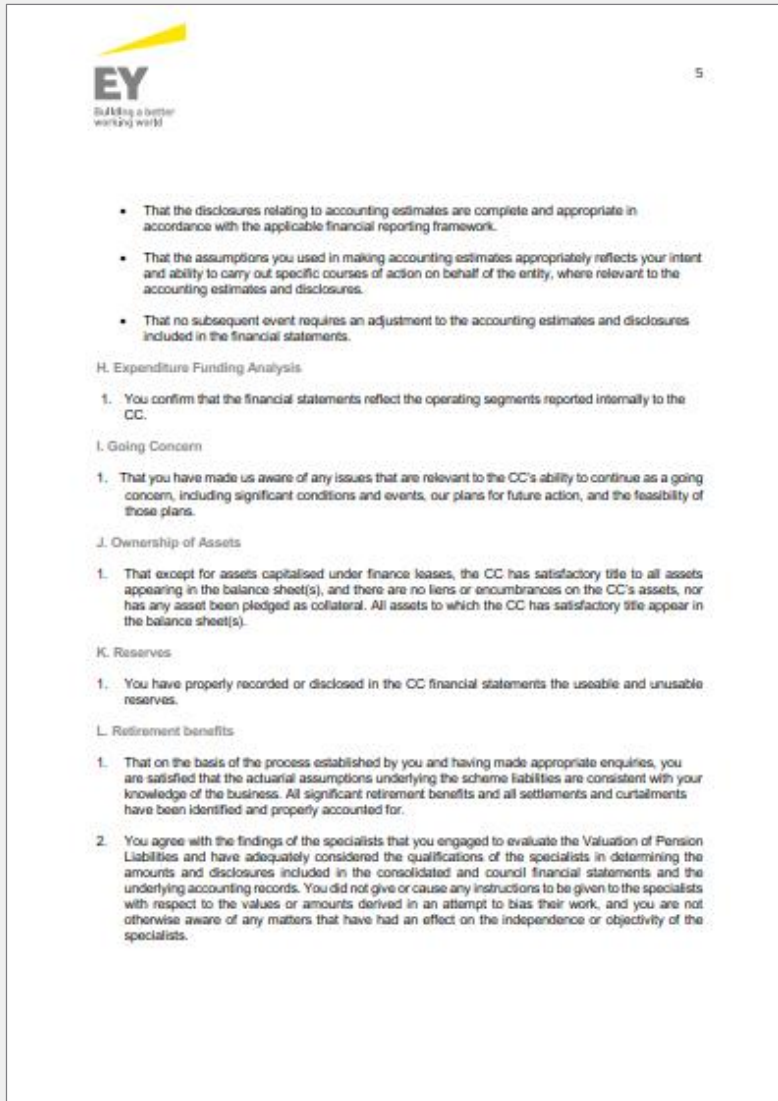 EY
Building a better
working world
5
• That the disclosures relating to accounting estimates are complete and appropriate in
accordance with the applicable financial reporting framework.
• That the assumptions you used in making accounting estimates appropriately reflects your intent
and ability to carry out specific courses of action on behalf of the entity, where relevant to the
accounting estimates and disclosures.
• That no subsequent event requires an adjustment to the accounting estimates and disclosures
included in the financial statements.
H. Expenditure Funding Analysis
1. You confirm that the financial statements reflect the operating segments reported internally to the
CC.
I. Going Concern
1. That you have made us aware of any issues that are relevant to the CC's ability to continue as a going
concern, including significant conditions and events, our plans for future action, and the feasibility of
those plans.
J. Ownership of Assets
1. That except for assets capitalised under finance leases, the CC has satisfactory title to all assets
appearing in the balance sheet(s), and there are no liens or encumbrances on the CC's assets, nor
has any asset been pledged as collateral. All assets to which the CC has satisfactory title appear in
the balance sheet(s).
K. Reserves
1. You have properly recorded or disclosed in the CC financial statements the useable and unusable
reserves.
L. Retirement benefits
1. That on the basis of the process established by you and having made appropriate enquiries, you
are satisfied that the actuarial assumptions underlying the scheme liabilities are consistent with your
knowledge of the business. All significant retirement benefits and all settlements and curtailments
have been identified and properly accounted for.
2. You agree with the findings of the specialists that you engaged to evaluate the Valuation of Pension
Liabilities and have adequately considered the qualifications of the specialists in determining the
amounts and disclosures included in the consolidated and council financial statements and the
underlying accounting records. You did not give or cause any instructions to be given to the specialists
with respect to the values or amounts derived in an attempt to bias their work, and you are not
otherwise aware of any matters that have had an effect on the independence or objectivity of the
specialists.